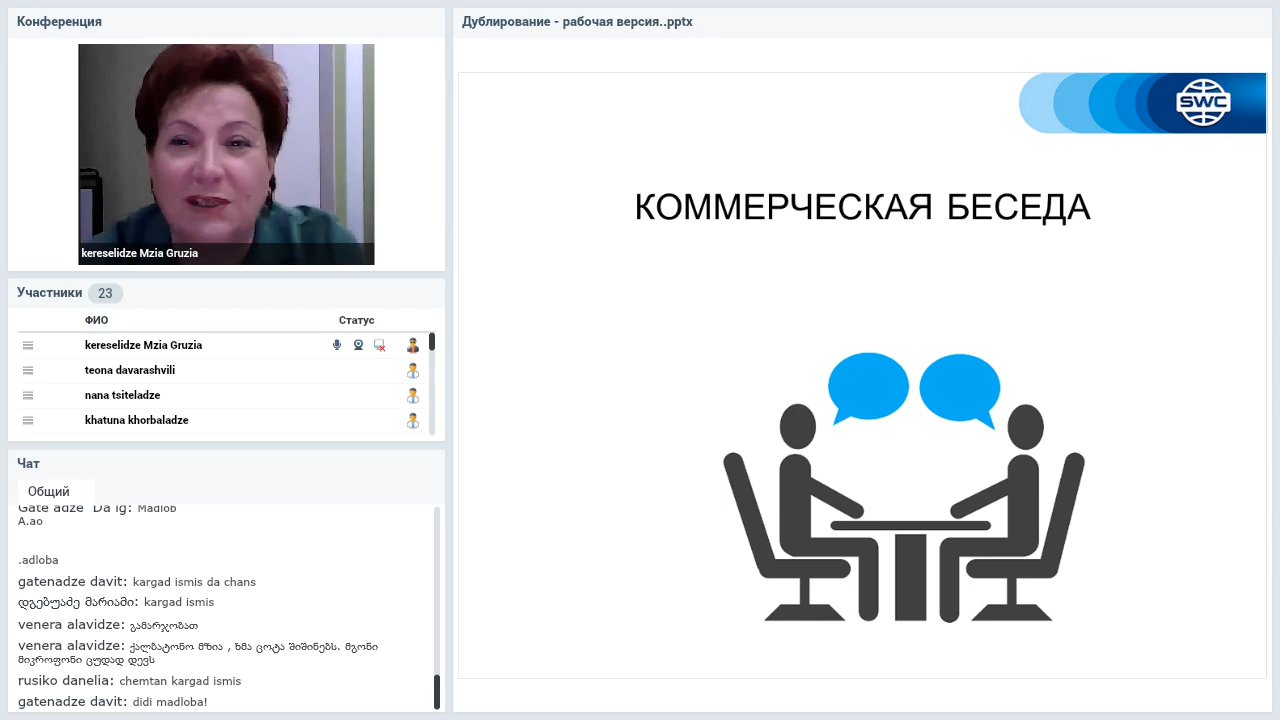 Конференция
kereselidze Mzia Gruzia
Участники 23
ФИО Статус
kereselidze Mzia Gruzia
teona davarashvili
nana tsiteladze
khatuna khorbaladze
Чат
Общий
Madlob
A.ao
.adloba
gatenadze davit: kargad ismis da chans
დგებუაძე მარიამი: kargad ismis
venera alavidze: გამარჯობათ
venera alavidze: ქალბატონო მზია , ხმა ცოტა შიშინებს. მგონი
მიკროფონი ცუდად დევს
rusiko danelia: chemtan kargad ismis
gatenadze davit: didi madloba!
Дублирование - рабочая версия..pptx
SWC
КОММЕРЧЕСКАЯ БЕСЕДА